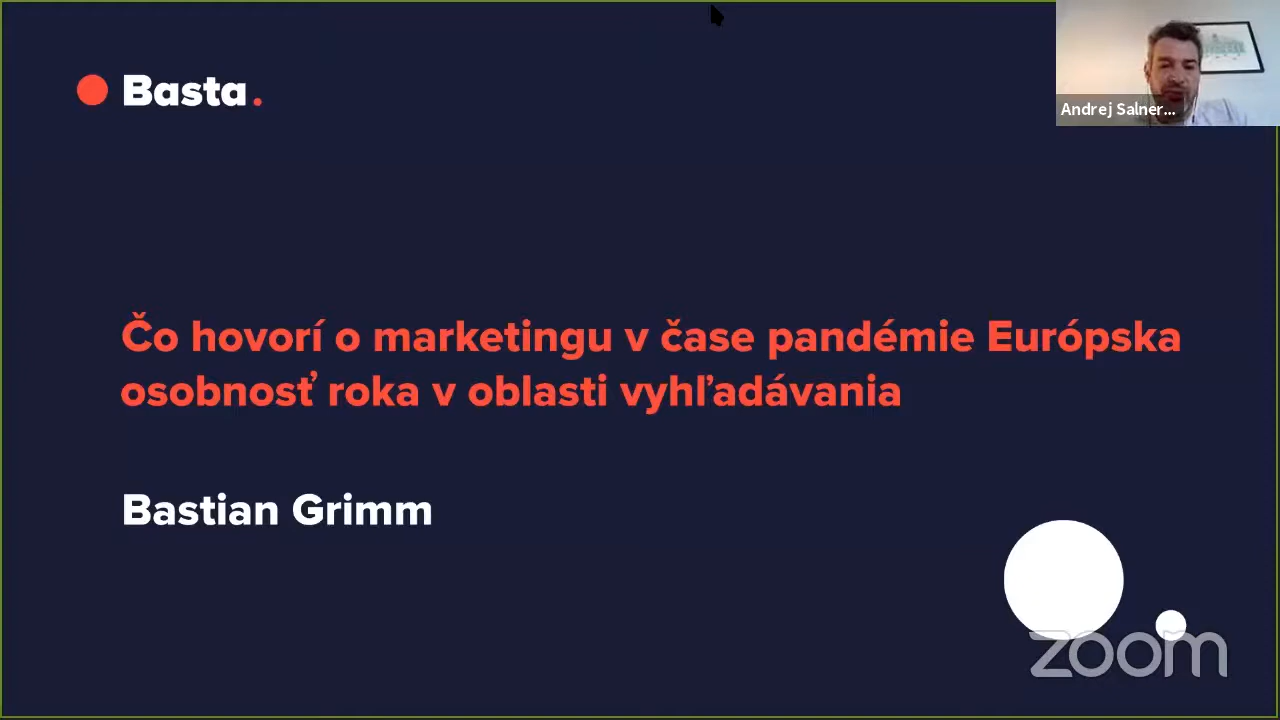 Basta.
Andrej Salner...
Čo hovorí o marketingu v čase pandémie Európska
osobnosť roka v oblasti vyhľadávania
Bastian Grimm
zoom